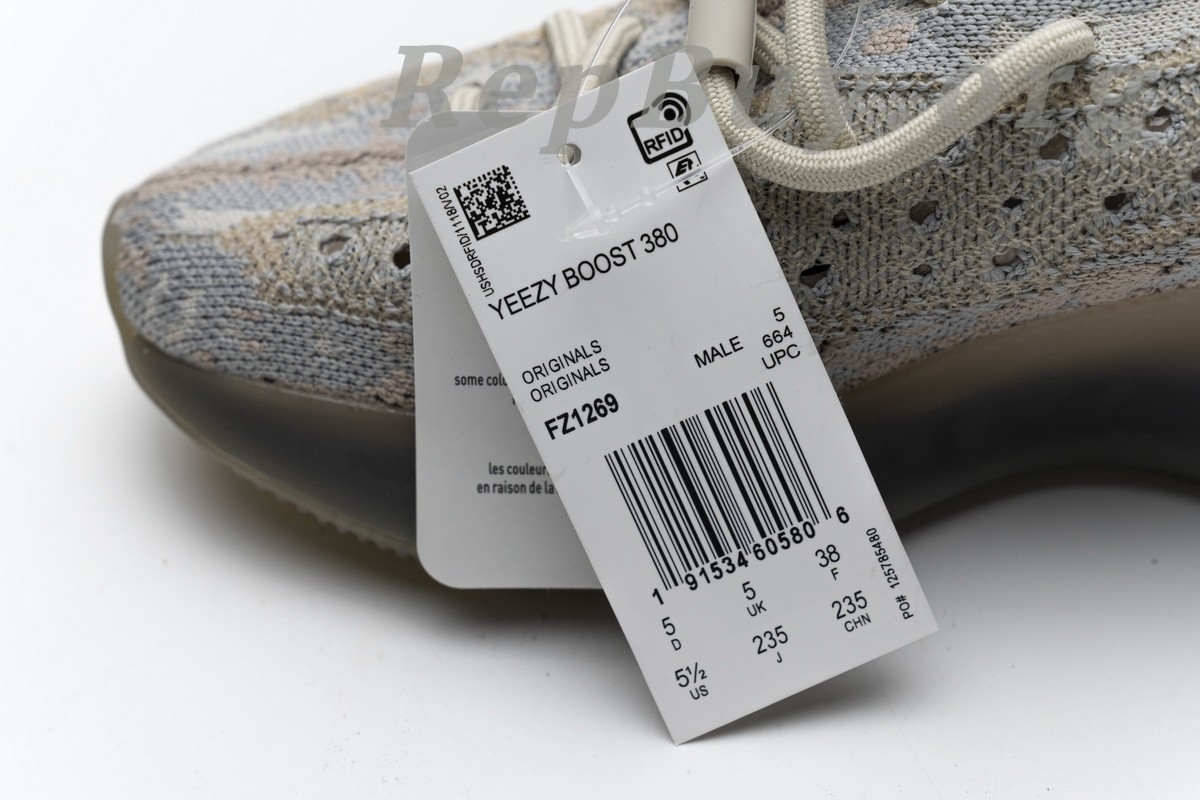 RFID
USHSDRFID/1118/V02
YEEZY BOOST 380
ORIGINALS
ORIGINALS
MALE
5
664
UPC
FZ1269
1 91534 60580 6
5
D
5
UK
38
F
5½
US
235
J
235
CHN
PO# 125785480
some
les couleur
en raison de la